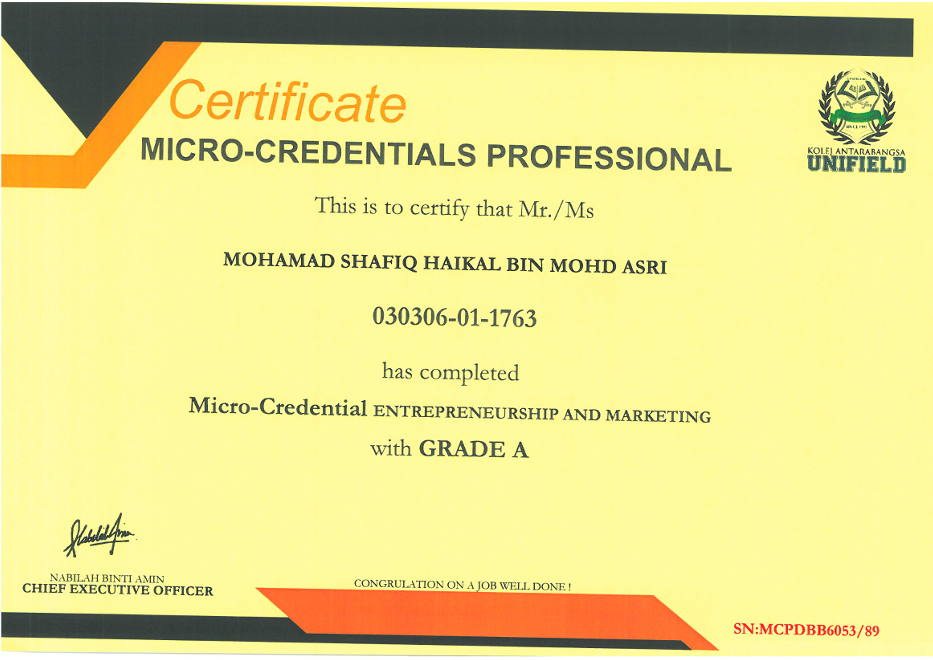 Certificate
MICRO-CREDENTIALS PROFESSIONAL
KOLEJ ANTARABANGSA
UNIFIELD
This is to certify that Mr./Ms
MOHAMAD SHAFIQ HAIKAL BIN MOHD ASRI
030306-01-1763
has completed
Micro-Credential ENTREPRENEURSHIP AND MARKETING
with GRADE A
NABILAH BINTI AMIN
CHIEF EXECUTIVE OFFICER
CONGRULATION ON A JOB WELL DONE !
SN:MCPDBB6053/89